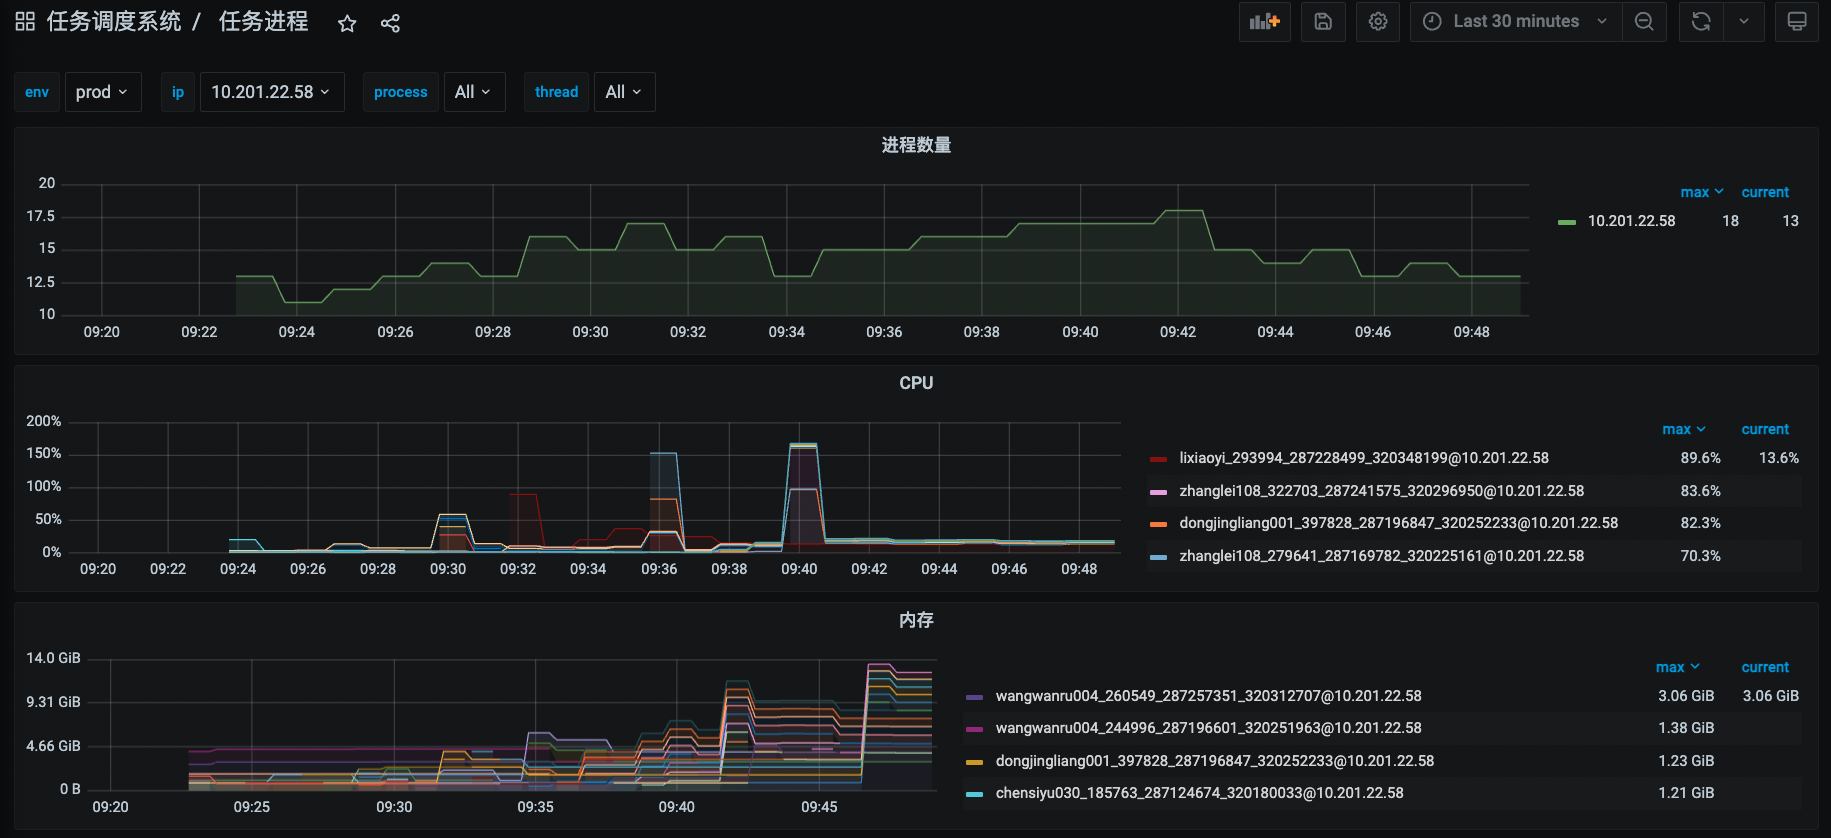 任务调度系统 / 任务进程
Last 30 minutes
env prod ip 10.201.22.58 process All thread All
进程数量
20
17.5
15
12.5
10
09:20 09:22 09:24 09:26 09:28 09:30 09:32 09:34 09:36 09:38 09:40 09:42 09:44 09:46 09:48
max current
10.201.22.58 18 13
CPU
200%
150%
100%
50%
0%
09:20 09:22 09:24 09:26 09:28 09:30 09:32 09:34 09:36 09:38 09:40 09:42 09:44 09:46 09:48
max current
lixiaoyi_293994_287228499_320348199@10.201.22.58 89.6% 13.6%
zhanglei108_322703_287241575_320296950@10.201.22.58 83.6%
dongjingliang001_397828_287196847_320252233@10.201.22.58 82.3%
zhanglei108_279641_287169782_320225161@10.201.22.58 70.3%
内存
14.0 GiB
9.31 GiB
4.66 GiB
0 B
09:20 09:25 09:30 09:35 09:40 09:45
max current
wangwanru004_260549_287257351_320312707@10.201.22.58 3.06 GiB 3.06 GiB
wangwanru004_244996_287196601_320251963@10.201.22.58 1.38 GiB
dongjingliang001_397828_287196847_320252233@10.201.22.58 1.23 GiB
chensiyu030_185763_287124674_320180033@10.201.22.58 1.21 GiB